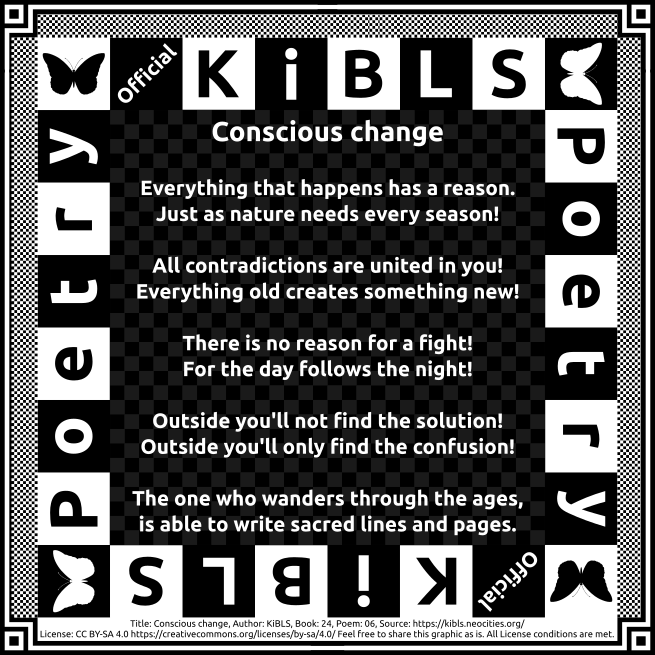 Official KiBLS
Poetry
Poetry
Conscious change
Everything that happens has a reason.
Just as nature needs every season!
All contradictions are united in you!
Everything old creates something new!
There is no reason for a fight!
For the day follows the night!
Outside you'll not find the solution!
Outside you'll only find the confusion!
The one who wanders through the ages,
is able to write sacred lines and pages.
Official KiBLS
Title: Conscious change, Author: KiBLS, Book: 24, Poem: 06, Source: https://kibls.neocities.org/
License: CC BY-SA 4.0 https://creativecommons.org/licenses/by-sa/4.0/ Feel free to share this graphic as is. All License conditions are met.